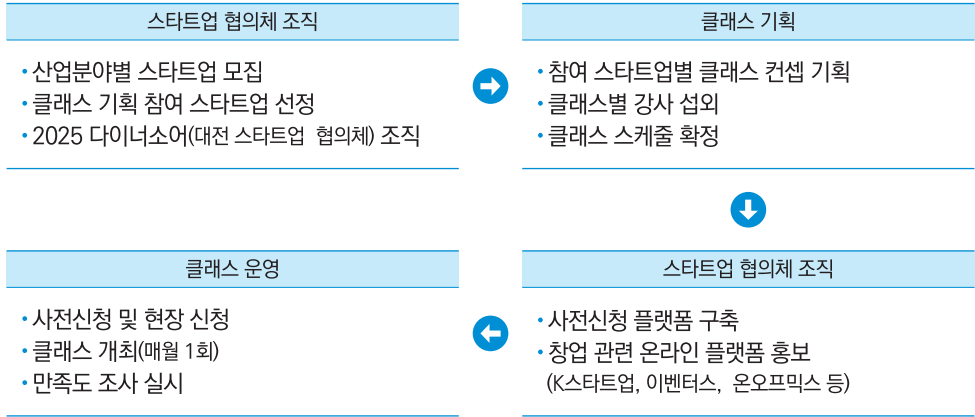 스타트업 협의체 조직
• 산업분야별 스타트업 모집
• 클래스 기획 참여 스타트업 선정
• 2025 다이너소어(대전 스타트업 협의체) 조직
클래스 기획
• 참여 스타트업별 클래스 컨셉 기획
• 클래스별 강사 섭외
• 클래스 스케줄 확정
스타트업 협의체 조직
• 사전신청 플랫폼 구축
• 창업 관련 온라인 플랫폼 홍보
(K스타트업, 이벤터스, 온오프믹스 등)
클래스 운영
• 사전신청 및 현장 신청
• 클래스 개최(매월 1회)
• 만족도 조사 실시